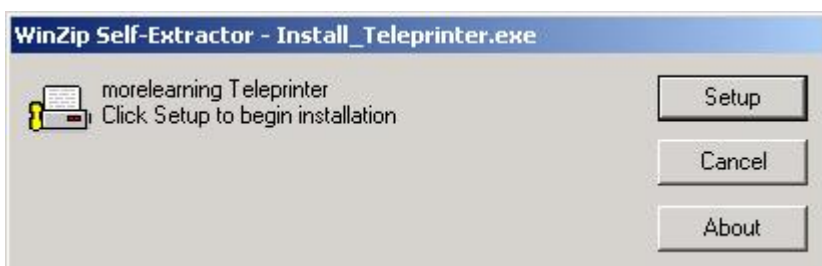 WinZip Self-Extractor - Install_Teleprinter.exe
morelearning Teleprinter
Click Setup to begin installation
Setup
Cancel
About